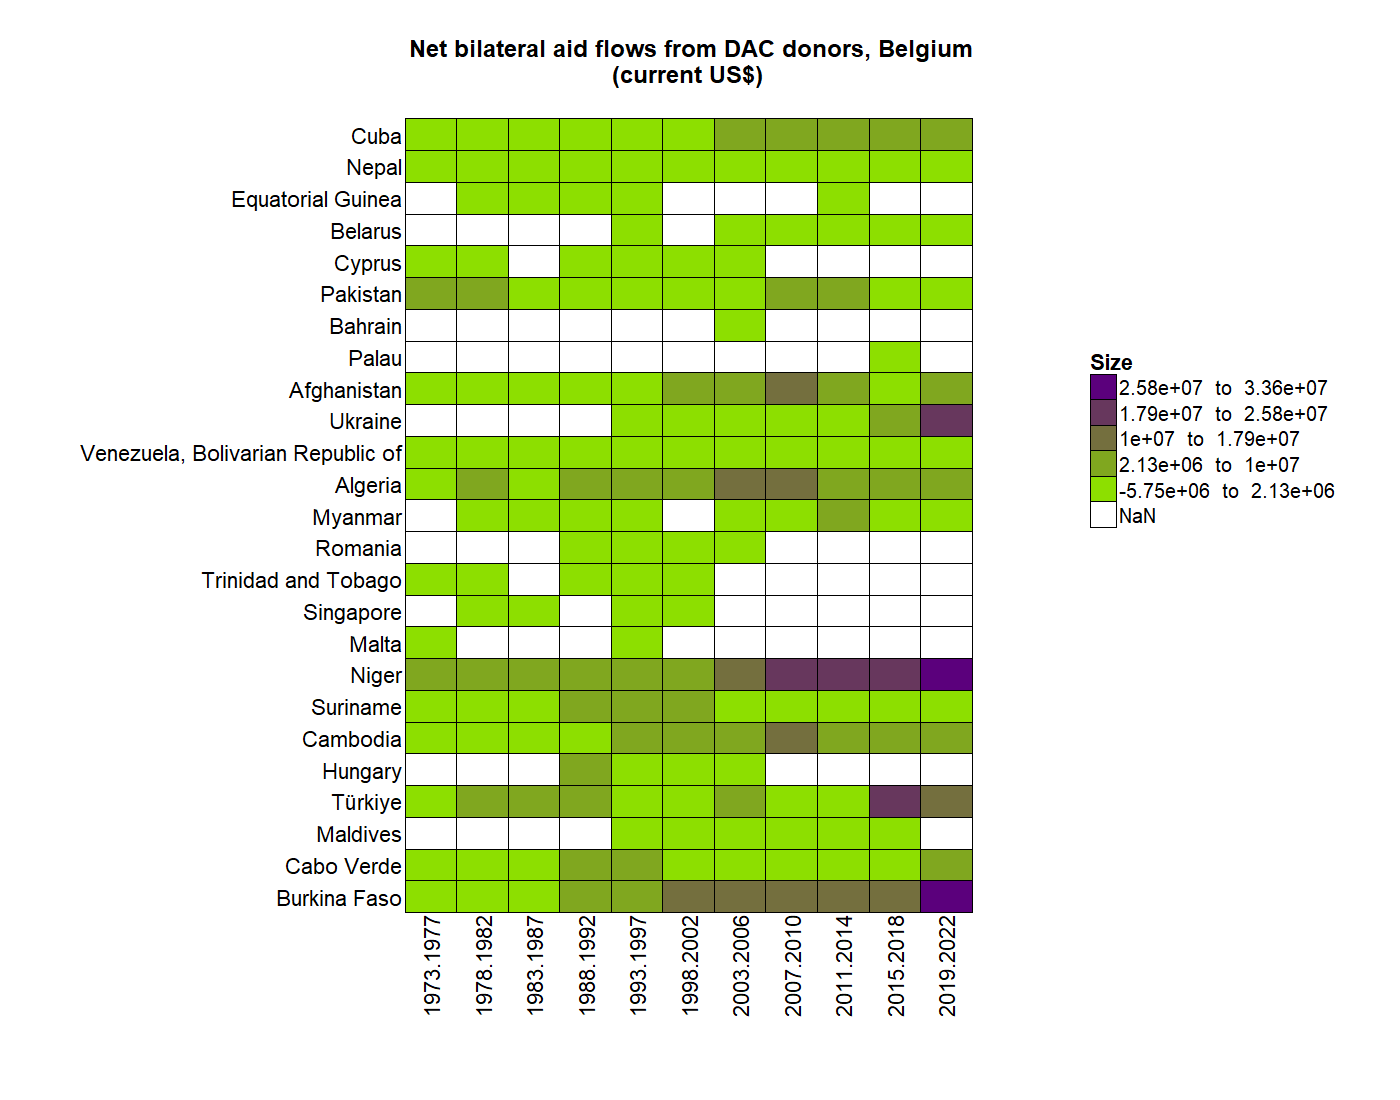 Net bilateral aid flows from DAC donors, Belgium
(current US$)
Cuba
Nepal
Equatorial Guinea
Belarus
Cyprus
Pakistan
Bahrain
Palau
Afghanistan
Ukraine
Venezuela, Bolivarian Republic of
Algeria
Myanmar
Romania
Trinidad and Tobago
Singapore
Malta
Niger
Suriname
Cambodia
Hungary
Türkiye
Maldives
Cabo Verde
Burkina Faso
1973.1977
1978.1982
1983.1987
1988.1992
1993.1997
1998.2002
2003.2006
2007.2010
2011.2014
2015.2018
2019.2022
Size
2.58e+07 to 3.36e+07
1.79e+07 to 2.58e+07
1e+07 to 1.79e+07
2.13e+06 to 1e+07
-5.75e+06 to 2.13e+06
NaN